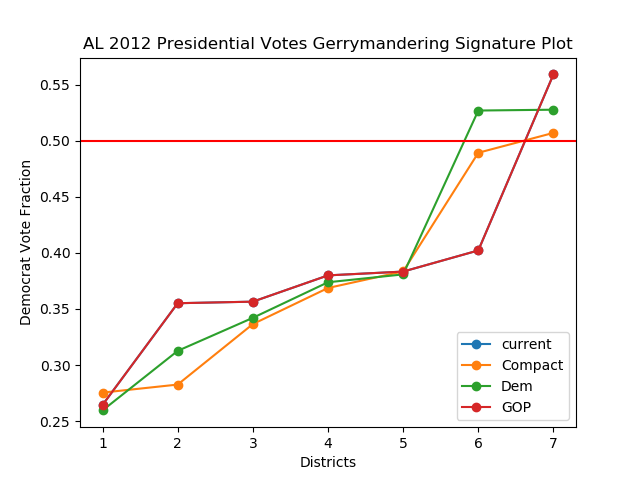 AL 2012 Presidential Votes Gerrymandering Signature Plot
0.55
0.50
0.45
0.40
0.35
0.30
0.25
Democrat Vote Fraction
current
Compact
Dem
GOP
1 2 3 4 5 6 7
Districts